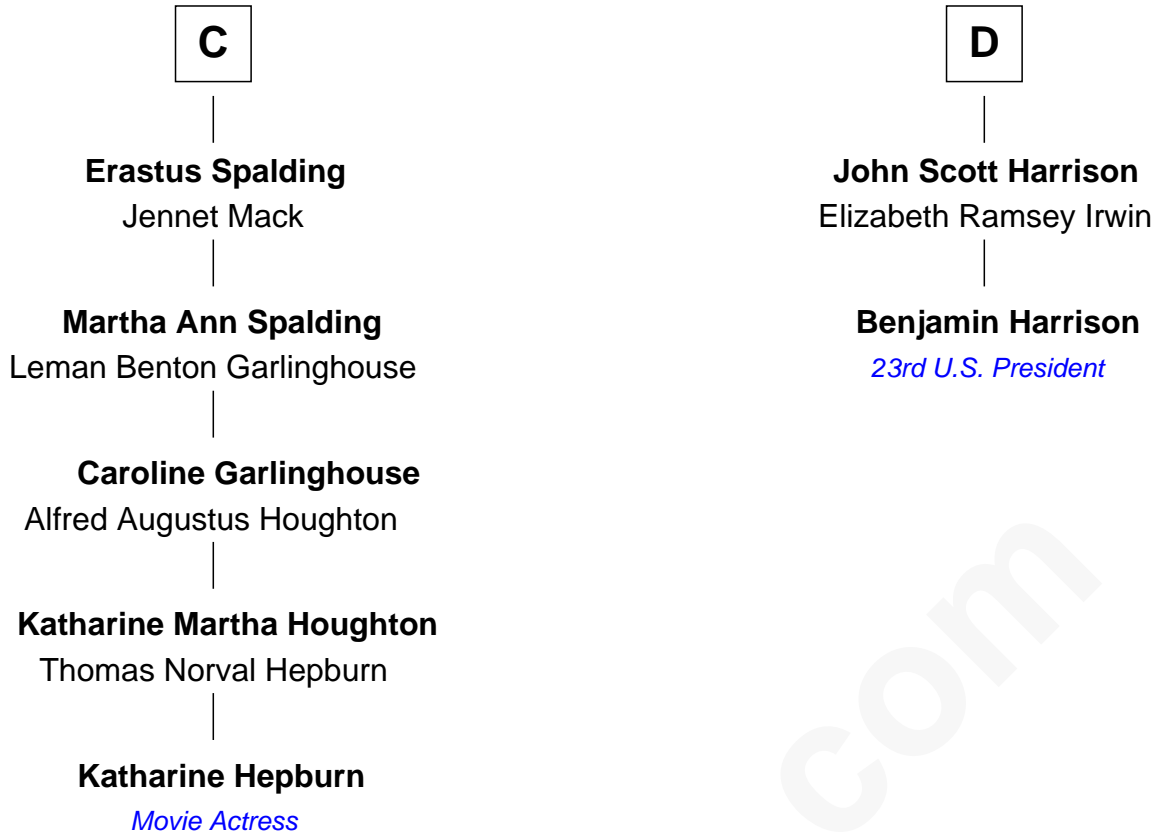 C
Erastus Spalding
Jennet Mack
Martha Ann Spalding
Leman Benton Garlinghouse
Caroline Garlinghouse
Alfred Augustus Houghton
Katharine Martha Houghton
Thomas Norval Hepburn
Katharine Hepburn
Movie Actress
D
John Scott Harrison
Elizabeth Ramsey Irwin
Benjamin Harrison
23rd U.S. President
com